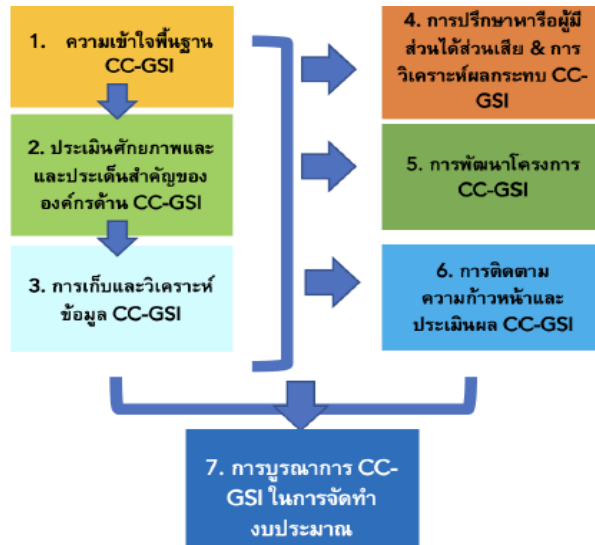 1. ความเข้าใจพื้นฐาน
CC-GSI
2. ประเมินศักยภาพและ
และประเด็นสำคัญของ
องค์กรด้าน CC-GSI
3. การเก็บและวิเคราะห์
ข้อมูล CC-GSI
4. การปรึกษาหารือผู้มี
ส่วนได้ส่วนเสีย & การ
วิเคราะห์ผลกระทบ CC-
GSI
5. การพัฒนาโครงการ
CC-GSI
6. การติดตาม
ความก้าวหน้าและ
ประเมินผล CC-GSI
7. การบูรณาการ CC-
GSI ในการจัดทำ
งบประมาณ